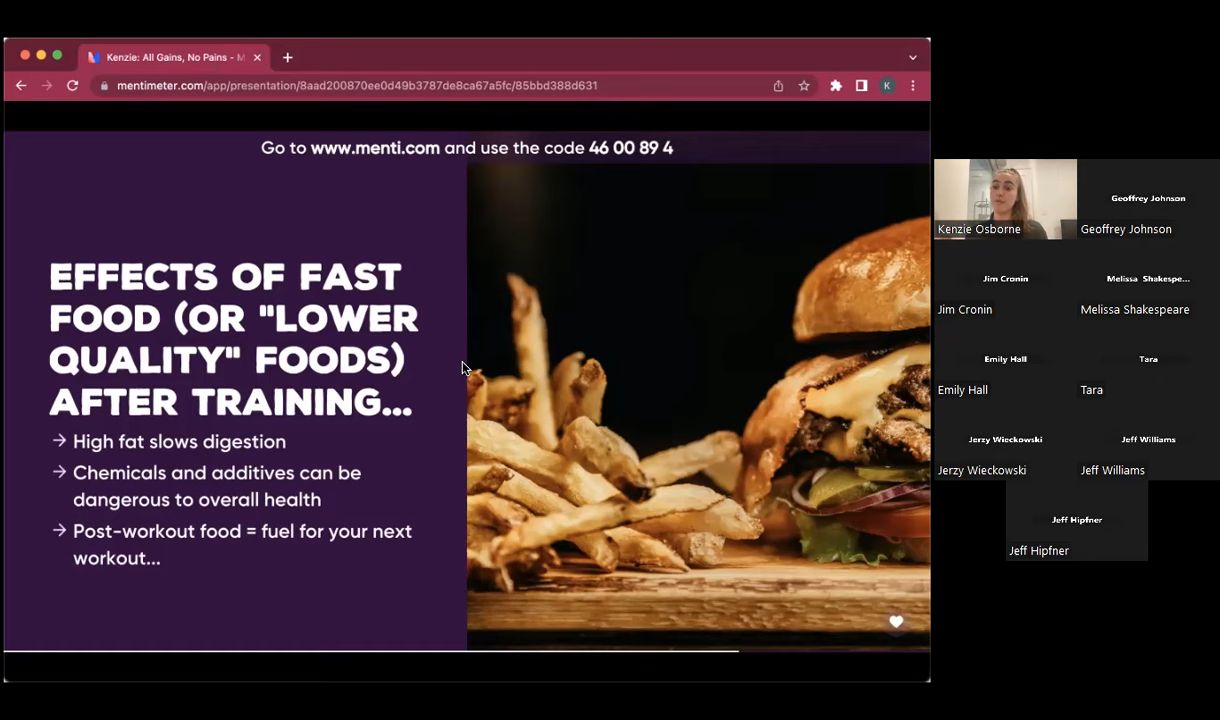 Kenzie: All Gains, No Pains - M
mentimeter.com/app/presentation/8aad200870ee0d49b3787de8ca67a5fc/85bbd388d631
K
Go to www.menti.com and use the code 46 00 89 4
EFFECTS OF FAST
FOOD (OR "LOWER
QUALITY" FOODS)
AFTER TRAINING...
→ High fat slows digestion
→ Chemicals and additives can be
dangerous to overall health
→ Post-workout food = fuel for your next
workout...
Kenzie Osborne
Geoffrey Johnson
Geoffrey Johnson
Jim Cronin
Jim Cronin
Melissa Shakespe...
Melissa Shakespeare
Emily Hall
Emily Hall
Tara
Tara
Jerzy Wieckowski
Jerzy Wieckowski
Jeff Williams
Jeff Williams
Jeff Hipfner
Jeff Hipfner